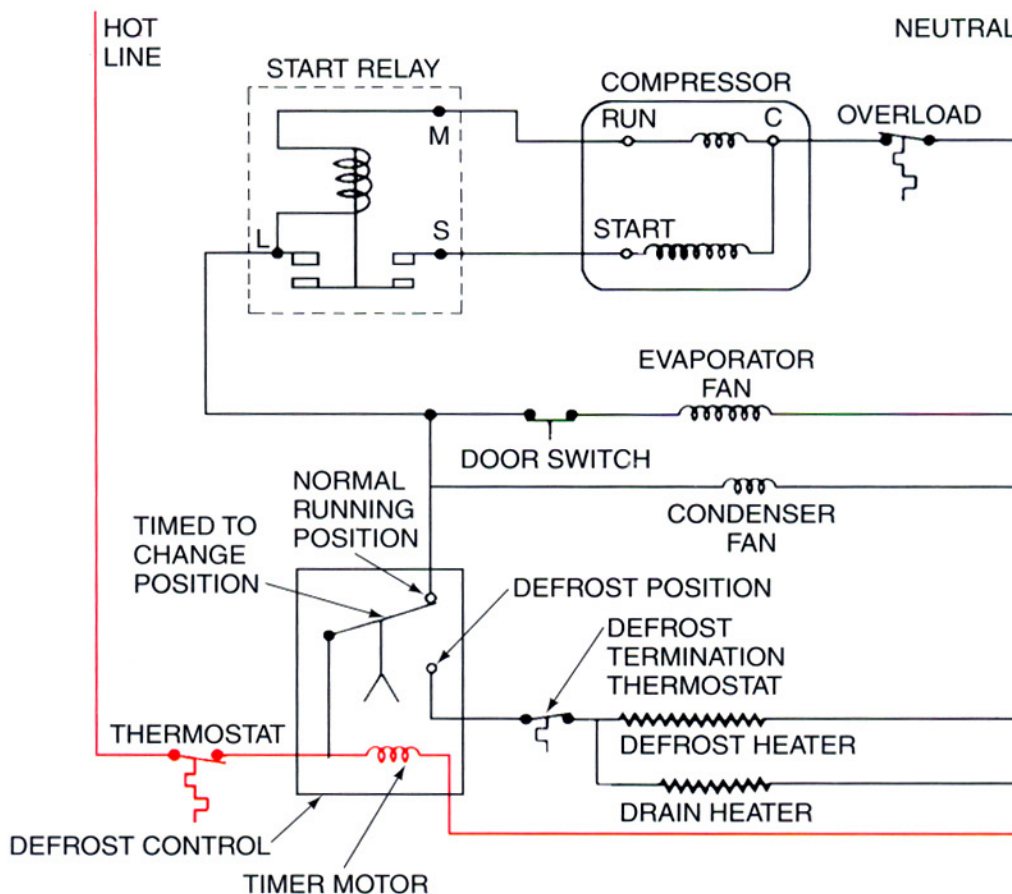 HOT
LINE
NEUTRAL
START RELAY
COMPRESSOR
RUN
C
OVERLOAD
M
START
L
S
EVAPORATOR
FAN
DOOR SWITCH
NORMAL
RUNNING
POSITION
CONDENSER
FAN
TIMED TO
CHANGE
POSITION
DEFROST POSITION
DEFROST
TERMINATION
THERMOSTAT
THERMOSTAT
DEFROST HEATER
DRAIN HEATER
DEFROST CONTROL
TIMER MOTOR